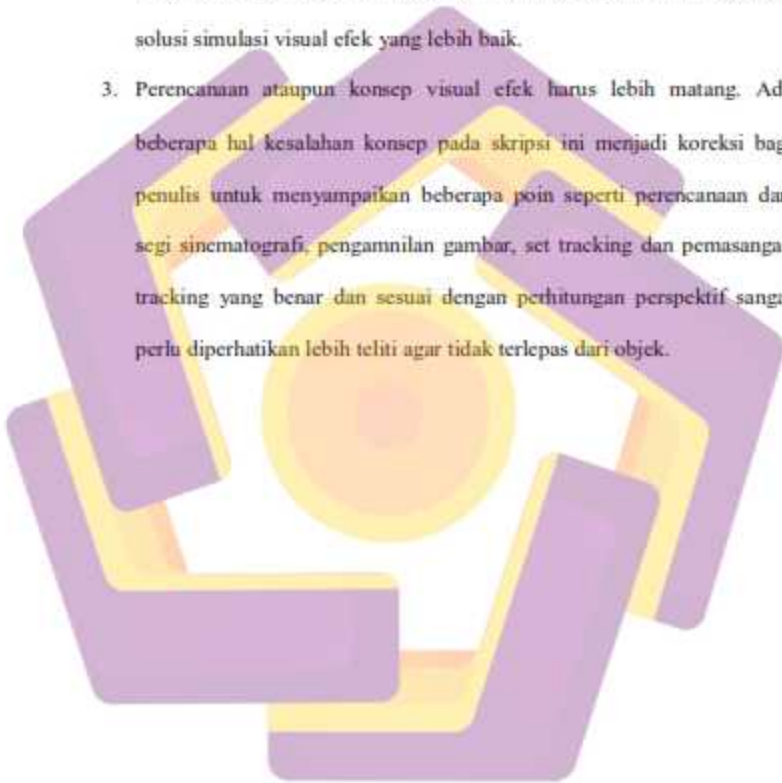 solusi simulasi visual efek yang lebih baik.
3. Perencanaan ataupun konsep visual efek harus lebih matang. Ad
beberapa hal kesalahan konsep pada skripsi ini menjadi koreksi bag
penulis untuk menyampaikan beberapa poin seperti perencanaan dar
segi sinematografi, pengamnilan gambar, set tracking dan pemasanga
tracking yang benar dan sesuai dengan perhitungan perspektif sanga
perlu diperhatikan lebih teliti agar tidak terlepas dari objek.